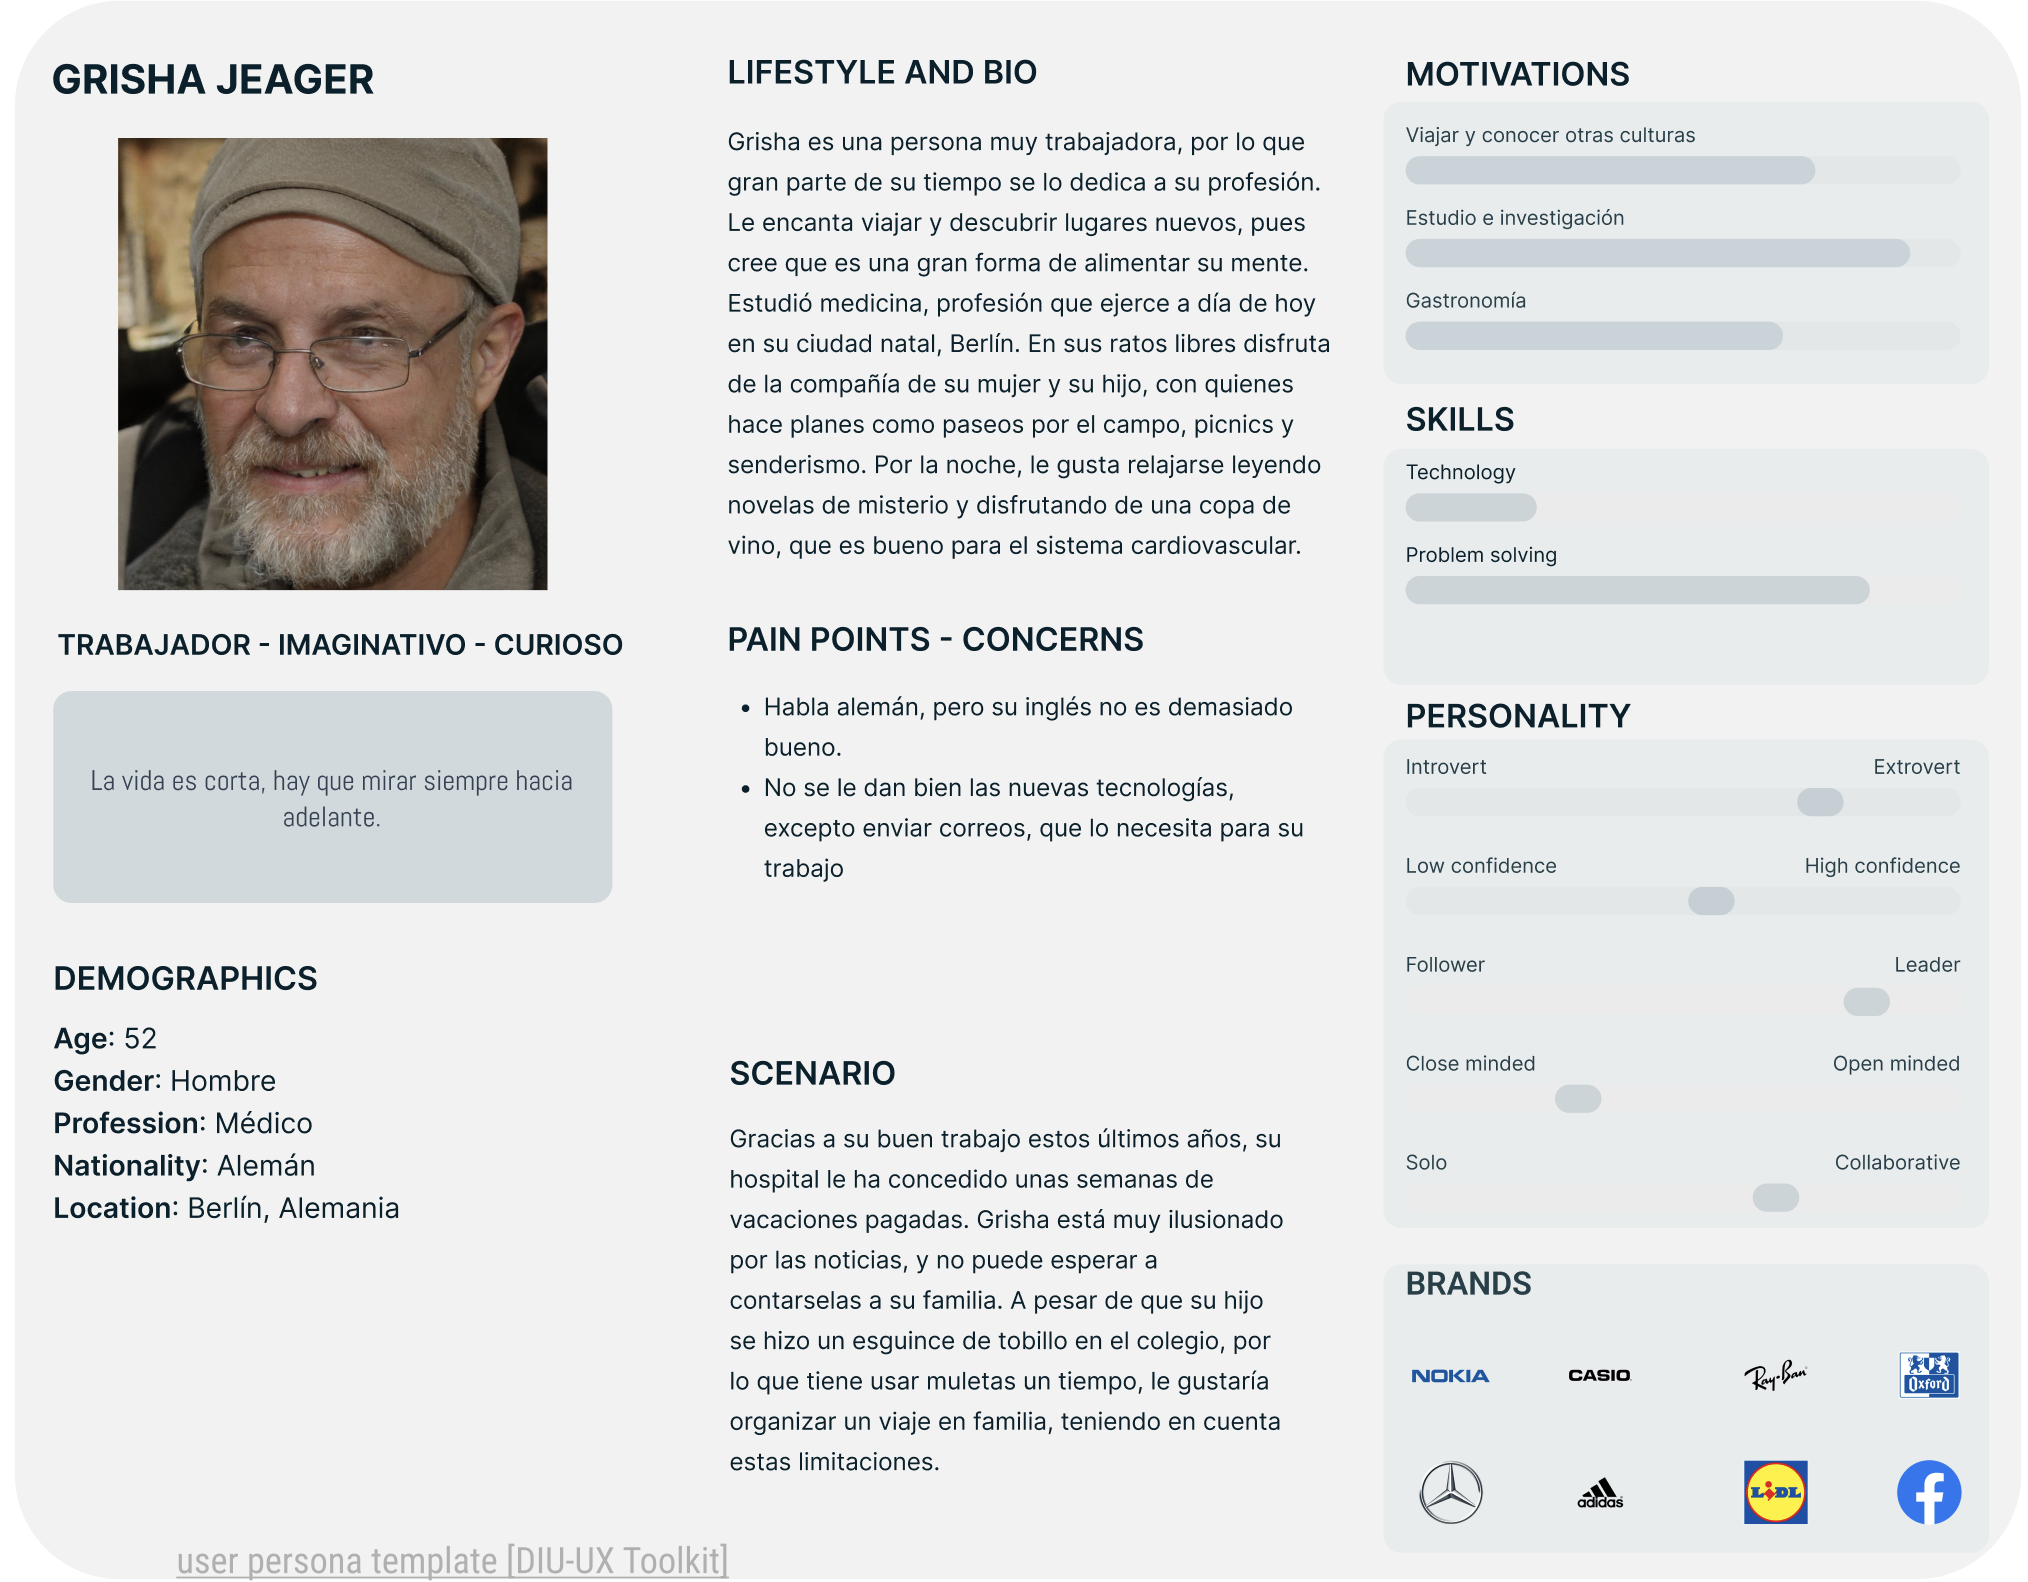 GRISHA JEAGER
TRABAJADOR - IMAGINATIVO - CURIOSO
La vida es corta, hay que mirar siempre hacia
adelante.
DEMOGRAPHICS
Age: 52
Gender: Hombre
Profession: Médico
Nationality: Alemán
Location: Berlín, Alemania
LIFESTYLE AND BIO
Grisha es una persona muy trabajadora, por lo que
gran parte de su tiempo se lo dedica a su profesión.
Le encanta viajar y descubrir lugares nuevos, pues
cree que es una gran forma de alimentar su mente.
Estudió medicina, profesión que ejerce a día de hoy
en su ciudad natal, Berlín. En sus ratos libres disfruta
de la compañía de su mujer y su hijo, con quienes
hace planes como paseos por el campo, picnics y
senderismo. Por la noche, le gusta relajarse leyendo
novelas de misterio y disfrutando de una copa de
vino, que es bueno para el sistema cardiovascular.
PAIN POINTS - CONCERNS
• Habla alemán, pero su inglés no es demasiado
bueno.
• No se le dan bien las nuevas tecnologías,
excepto enviar correos, que lo necesita para su
trabajo
SCENARIO
Gracias a su buen trabajo estos últimos años, su
hospital le ha concedido unas semanas de
vacaciones pagadas. Grisha está muy ilusionado
por las noticias, y no puede esperar a
contarselas a su familia. A pesar de que su hijo
se hizo un esguince de tobillo en el colegio, por
lo que tiene usar muletas un tiempo, le gustaría
organizar un viaje en familia, teniendo en cuenta
estas limitaciones.
MOTIVATIONS
Viajar y conocer otras culturas
Estudio e investigación
Gastronomía
SKILLS
Technology
Problem solving
PERSONALITY
Introvert Extrovert
Low confidence High confidence
Follower Leader
Close minded Open minded
Solo Collaborative
BRANDS
NOKIA CASIO Ray-Ban Oxford
adidas LIDL f
user persona template [DIU-UX Toolkit]